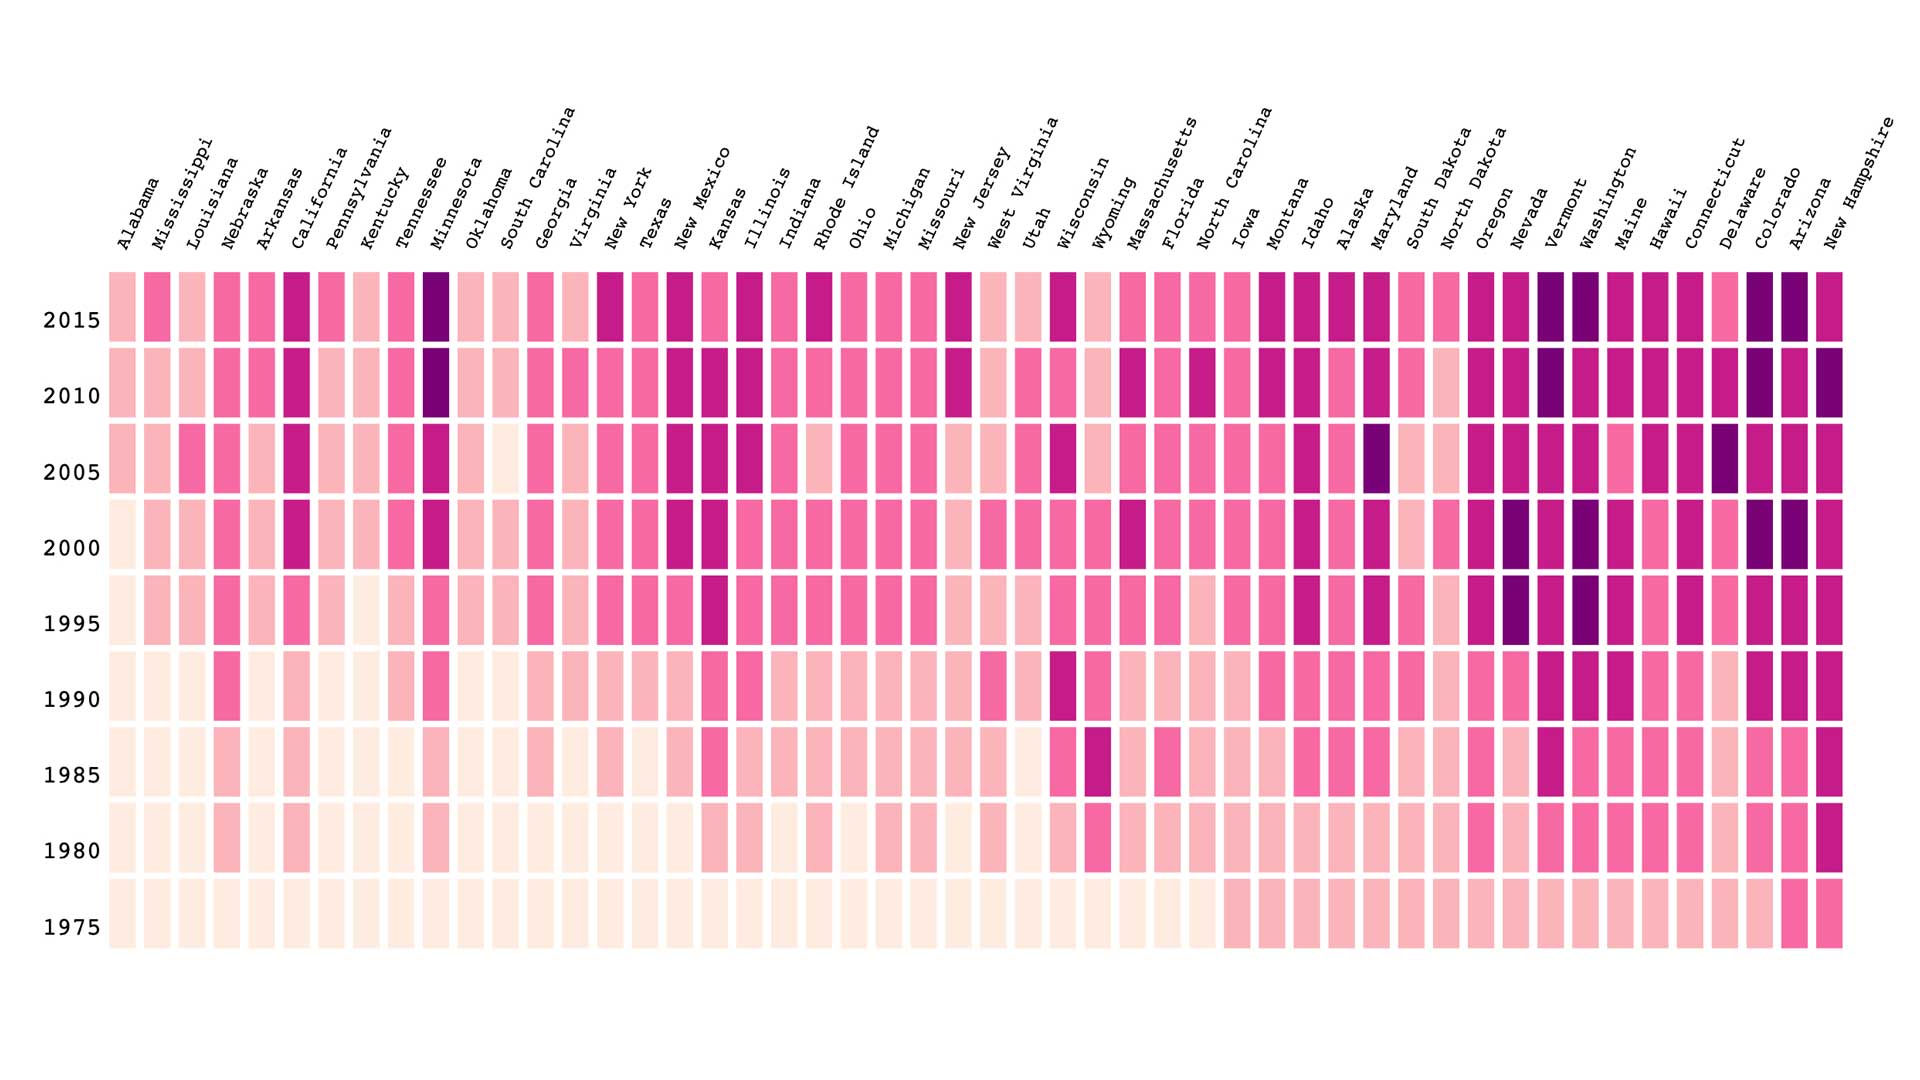 Alabama
Mississippi
Louisiana
Nebraska
Arkansas
California
Pennsylvania
Kentucky
Tennessee
Minnesota
Oklahoma
South Carolina
Georgia
Virginia
New York
Texas
New Mexico
Kansas
Illinois
Indiana
Rhode Island
Ohio
Michigan
Missouri
New Jersey
West Virginia
Utah
Wisconsin
Wyoming
Massachusetts
Florida
North Carolina
Iowa
Montana
Idaho
Alaska
Maryland
South Dakota
North Dakota
Oregon
Nevada
Vermont
Washington
Maine
Hawaii
Connecticut
Delaware
Colorado
Arizona
New Hampshire
2015
2010
2005
2000
1995
1990
1985
1980
1975